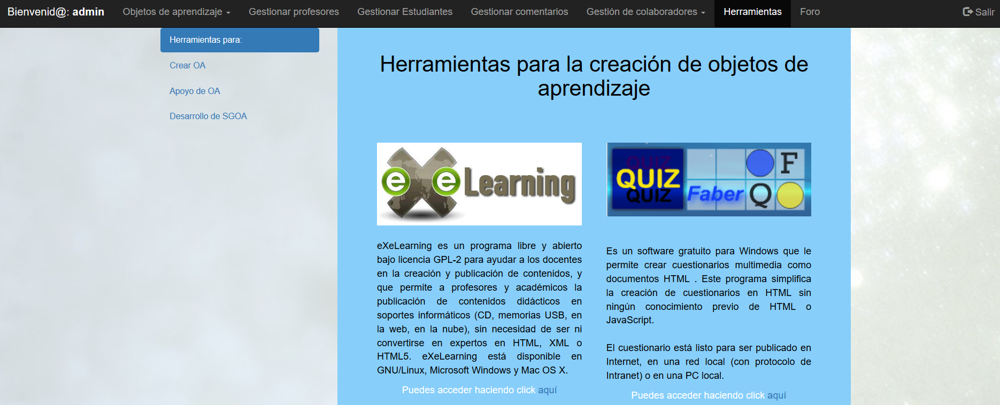 Bienvenid@: admin Objetos de aprendizaje Gestionar profesores Gestionar Estudiantes Gestionar comentarios Gestión de colaboradores Herramientas Foro Salir
Herramientas para:
Crear OA
Apoyo de OA
Desarrollo de SGOA
Herramientas para la creación de objetos de
aprendizaje
eXe Learning
eXeLearning es un programa libre y abierto
bajo licencia GPL-2 para ayudar a los docentes
en la creación y publicación de contenidos, y
que permite a profesores y académicos la
publicación de contenidos didácticos en
soportes informáticos (CD, memorias USB, en
la web, en la nube), sin necesidad de ser ni
convertirse en expertos en HTML, XML o
HTML5. eXeLearning está disponible en
GNU/Linux, Microsoft Windows y Mac OS X.
Puedes acceder haciendo click aquí
QUIZ
QUIZ
QUIZ
Faber
F
Q
Es un software gratuito para Windows que le
permite crear cuestionarios multimedia como
documentos HTML . Este programa simplifica
la creación de cuestionarios en HTML sin
ningún conocimiento previo de HTML o
JavaScript.
El cuestionario está listo para ser publicado en
Internet, en una red local (con protocolo de
Intranet) o en una PC local.
Puedes acceder haciendo click aquí